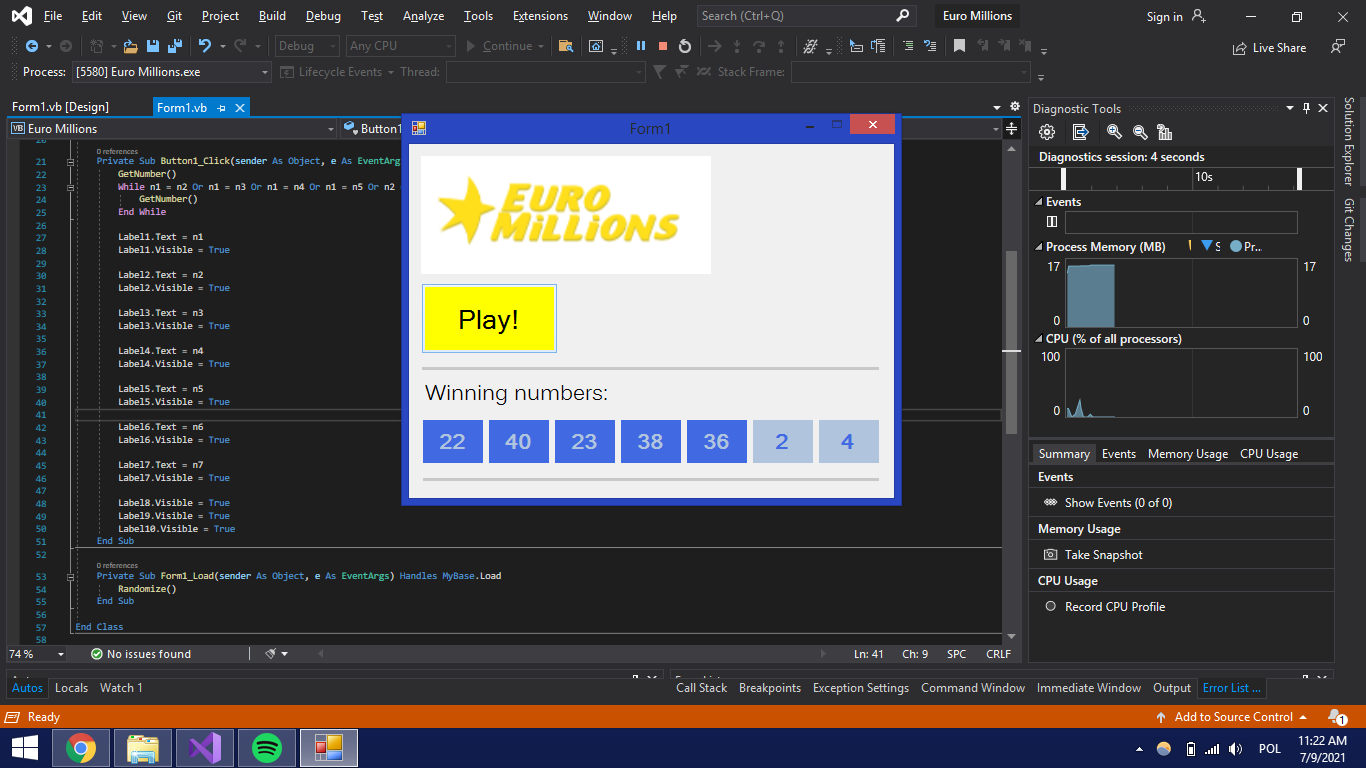 File Edit View Git Project Build Debug Test Analyze Tools Extensions Window Help Search (Ctrl+Q) Euro Millions Sign in
Debug Any CPU Continue Live Share
Process: [5580] Euro Millions.exe Lifecycle Events Thread: Stack Frame:
Form1.vb [Design] Form1.vb
Euro Millions Button1
0 references
21 Private Sub Button1_Click(sender As Object, e As EventArg
22 GetNumber()
23 While n1 = n2 Or n1 = n3 Or n1 = n4 Or n1 = n5 Or n2
24 GetNumber()
25 End While
26
27 Label1.Text = n1
28 Label1.Visible = True
29
30 Label2.Text = n2
31 Label2.Visible = True
32
33 Label3.Text = n3
34 Label3.Visible = True
35
36 Label4.Text = n4
37 Label4.Visible = True
38
39 Label5.Text = n5
40 Label5.Visible = True
41
42 Label6.Text = n6
43 Label6.Visible = True
44
45 Label7.Text = n7
46 Label7.Visible = True
47
48 Label8.Visible = True
49 Label9.Visible = True
50 Label10.Visible = True
51 End Sub
52
0 references
53 Private Sub Form1_Load(sender As Object, e As EventArgs) Handles MyBase.Load
54 Randomize()
55 End Sub
56
57 End Class
58
74 % No issues found Ln: 41 Ch: 9 SPC CRLF
Form1
EURO
MILLIONS
Play!
Winning numbers:
22 40 23 38 36 2 4
Diagnostic Tools
Diagnostics session: 4 seconds
10s
Events
Process Memory (MB) S Pr...
17 17
0 0
CPU (% of all processors)
100 100
0 0
Summary Events Memory Usage CPU Usage
Events
Show Events (0 of 0)
Memory Usage
Take Snapshot
CPU Usage
Record CPU Profile
Solution Explorer
Git Changes
Autos Locals Watch 1 Call Stack Breakpoints Exception Settings Command Window Immediate Window Output Error List ...
Ready Add to Source Control 1
POL 11:22 AM
7/9/2021